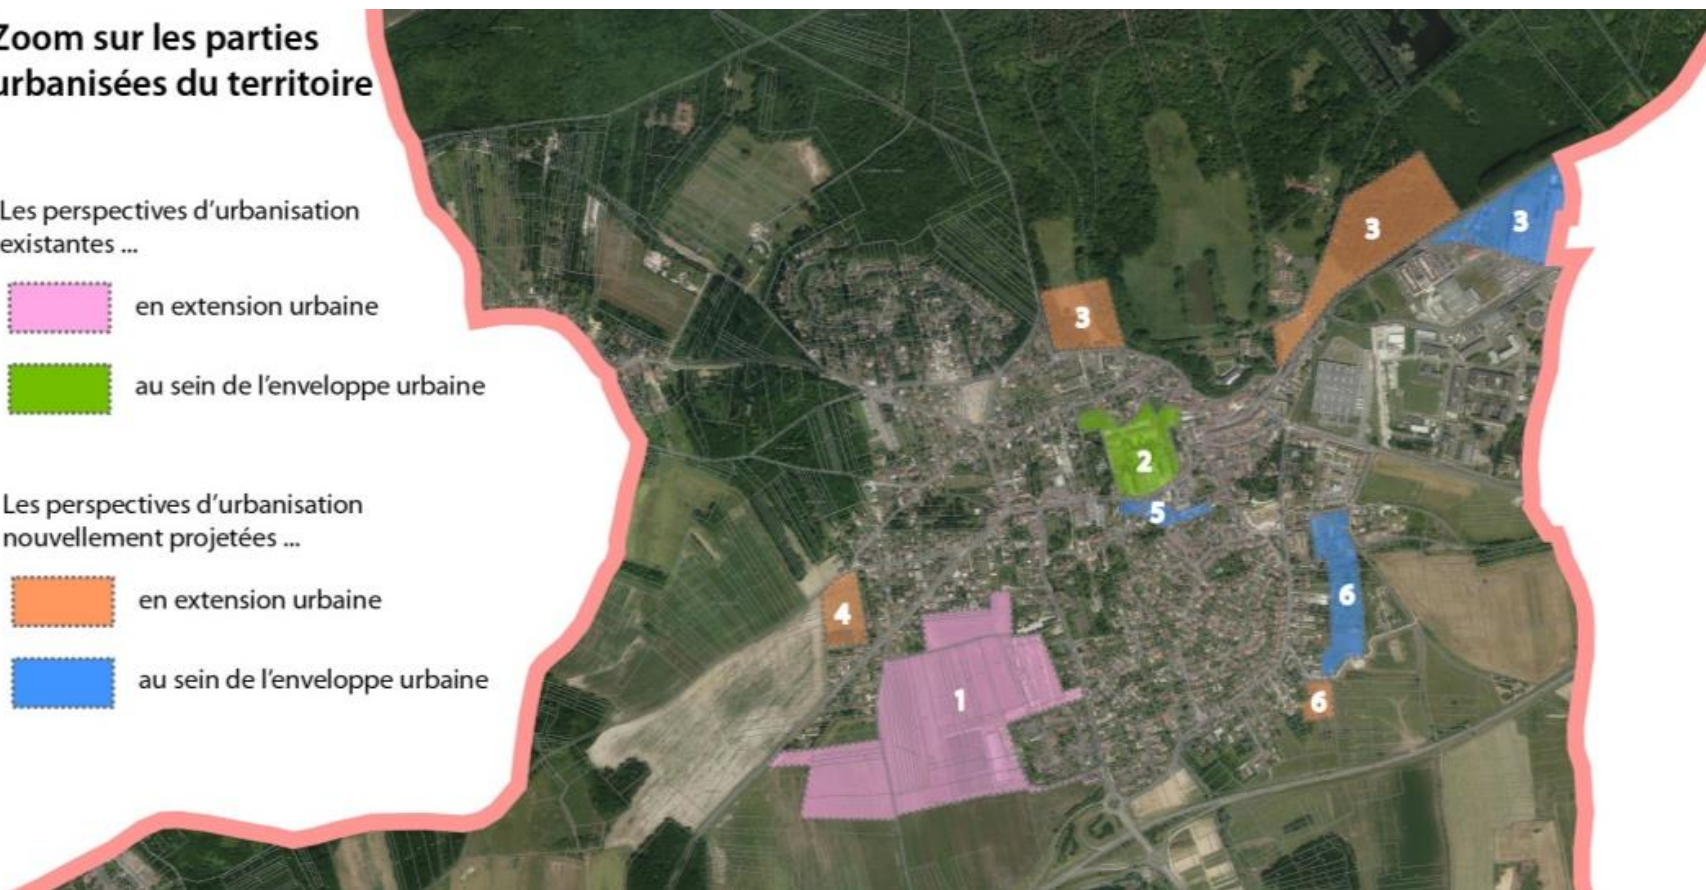 Zoom sur les parties
urbanisées du territoire
Les perspectives d'urbanisation
existantes ...
en extension urbaine
au sein de l'enveloppe urbaine
Les perspectives d'urbanisation
nouvellement projetées ...
en extension urbaine
au sein de l'enveloppe urbaine
3
3
3
2
5
6
4
1
6